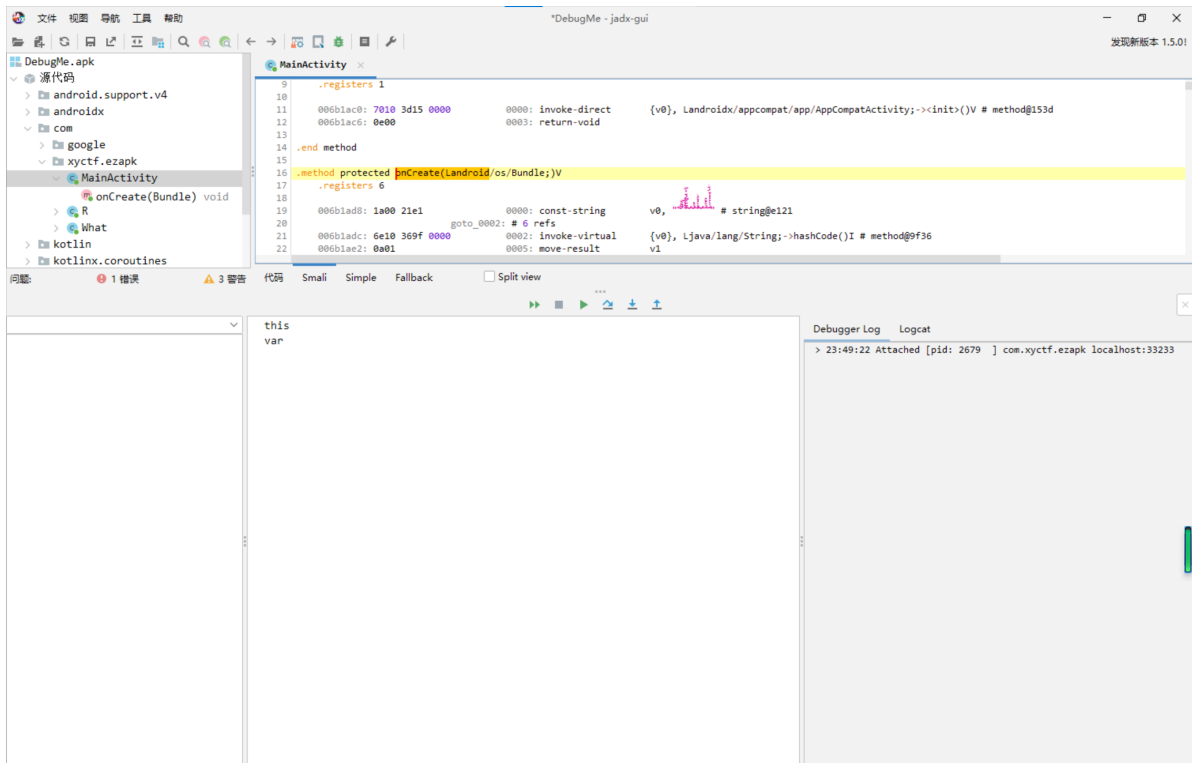 *DebugMe - jadx-gui
文件 视图 导航 工具 帮助
发现新版本 1.5.0!
DebugMe.apk
源代码
android.support.v4
androidx
com
google
xyctf.ezapk
MainActivity
onCreate(Bundle) void
R
What
kotlin
kotlinx.coroutines
问题: 1 错误 3 警告
MainActivity
9 .registers 1
10
11 006b1ac0: 7010 3d15 0000 0000: invoke-direct {v0}, Landroidx/appcompat/app/AppCompatActivity;-><init>()V # method@153d
12 006b1ac6: 0e00 0003: return-void
13
14 .end method
15
16 .method protected onCreate(Landroid/os/Bundle;)V
17 .registers 6
18
19 006b1ad8: 1a00 21e1 0000: const-string v0, # string@e121
20 goto_0002: # 6 refs
21 006b1adc: 6e10 369f 0000 0002: invoke-virtual {v0}, Ljava/lang/String;->hashCode()I # method@9f36
22 006b1ae2: 0a01 0005: move-result v1
代码 Smali Simple Fallback Split view
this
var
Debugger Log Logcat
> 23:49:22 Attached [pid: 2679 ] com.xyctf.ezapk localhost:33233